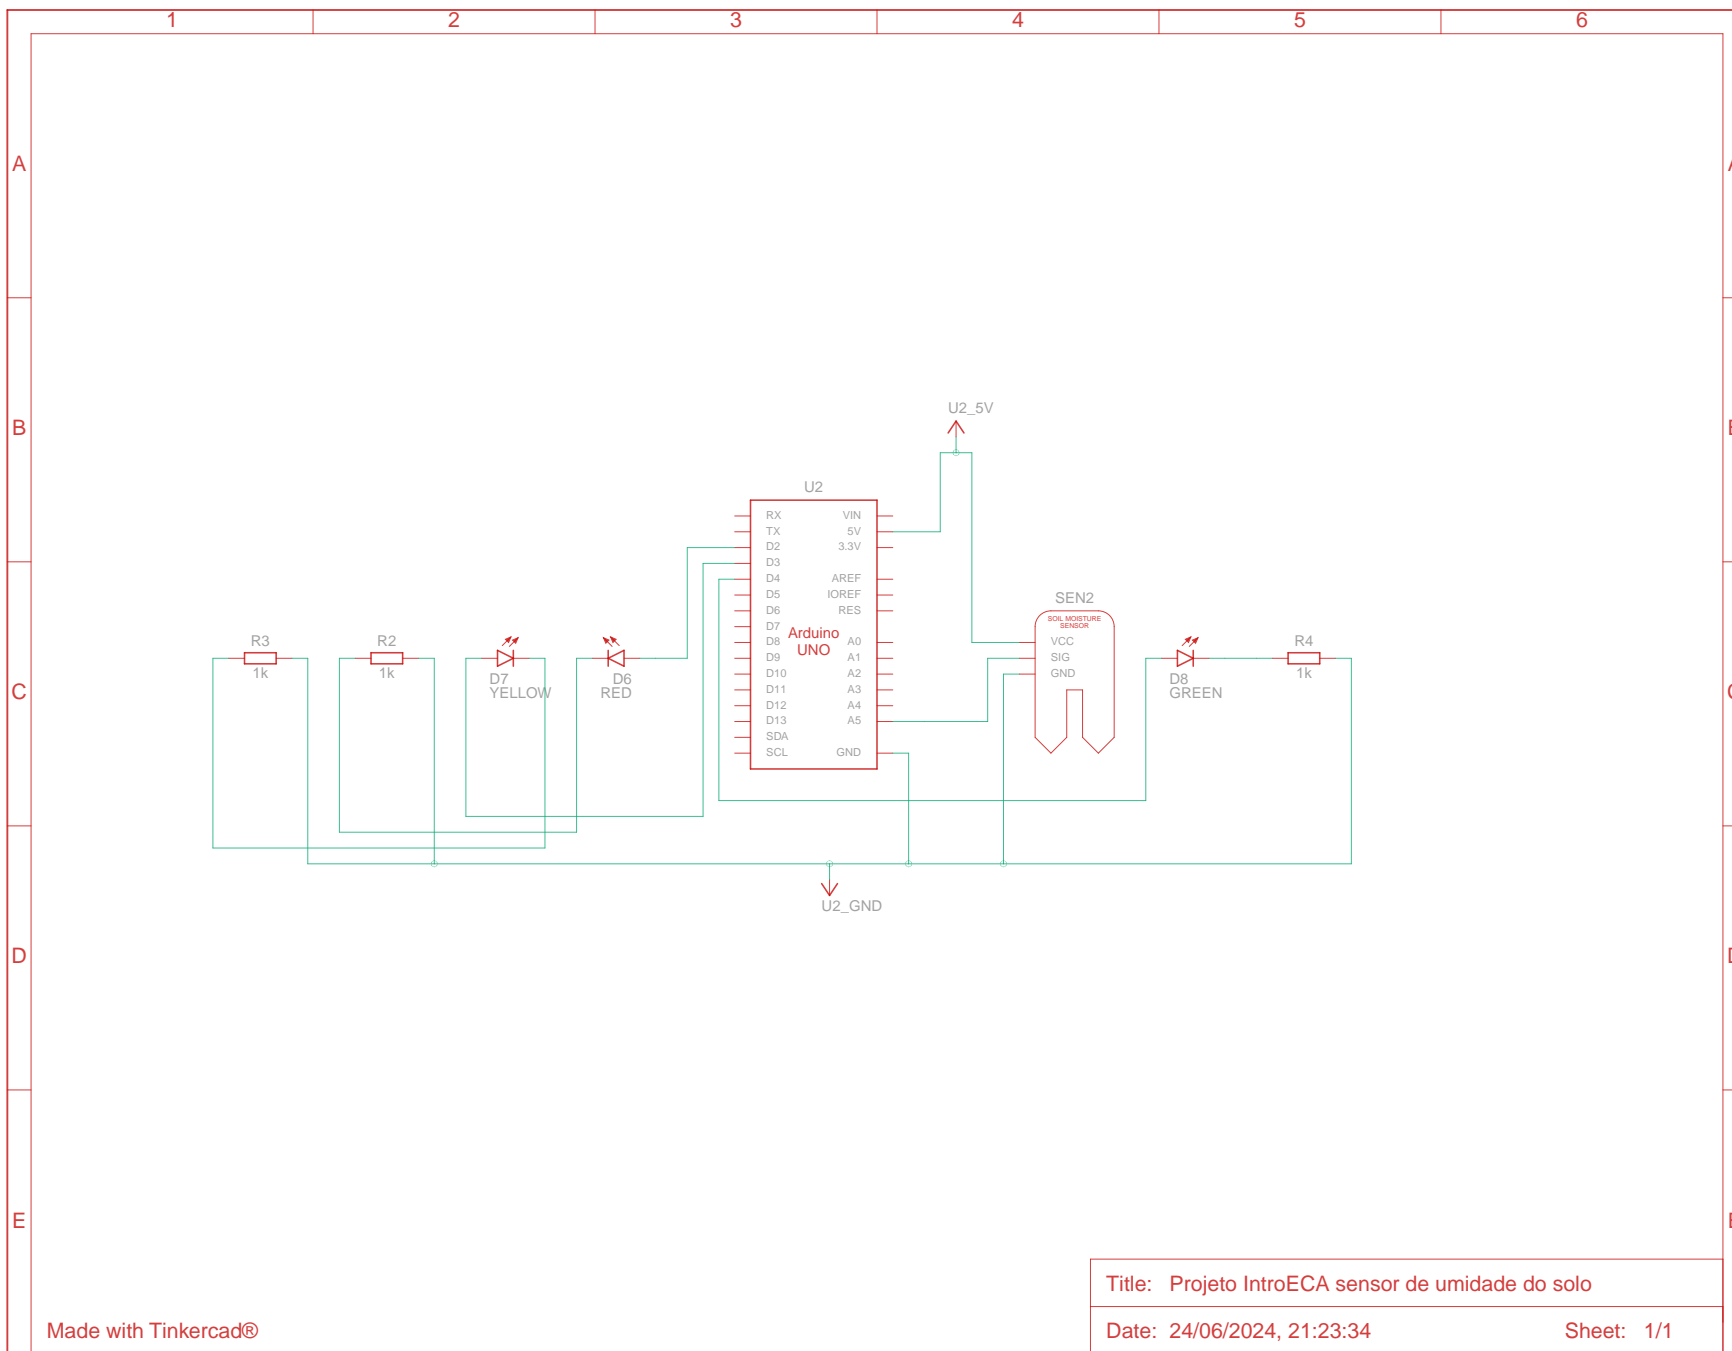 1 2 3 4 5 6
A
B
C
D
E
U2_5V
U2
RX VIN
TX 5V
D2 3.3V
D3
D4 AREF
D5 IOREF
D6 RES
D7
D8 A0
D9 A1
D10 A2
D11 A3
D12 A4
D13 A5
SDA
SCL GND
Arduino
UNO
SEN2
SOIL MOISTURE
SENSOR
VCC
SIG
GND
R3
1k
R2
1k
D7
YELLOW
D6
RED
D8
GREEN
R4
1k
U2_GND
Title: Projeto IntroECA sensor de umidade do solo
Made with Tinkercad®
Date: 24/06/2024, 21:23:34 Sheet: 1/1